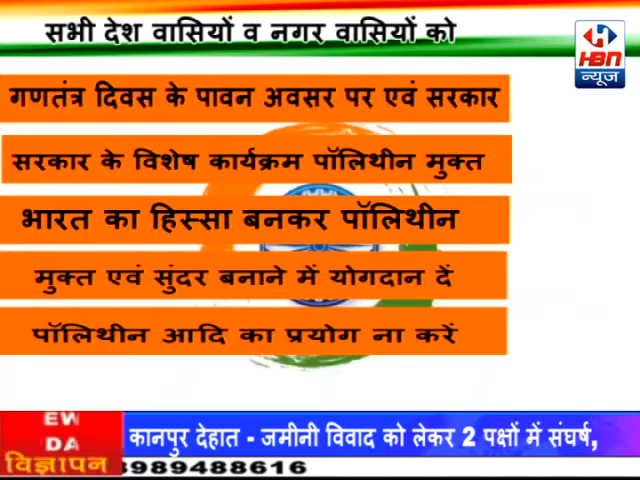 सभी देश वासियों व नगर वासियों को
HBN
न्यूज
गणतंत्र दिवस के पावन अवसर पर एवं सरकार
सरकार के विशेष कार्यक्रम पॉलिथीन मुक्त
भारत का हिस्सा बनकर पॉलिथीन
मुक्त एवं सुंदर बनाने में योगदान दें
पॉलिथीन आदि का प्रयोग ना करें
EW
DA
कानपुर देहात - जमीनी विवाद को लेकर 2 पक्षों में संघर्ष,
विज्ञापन
3989488616